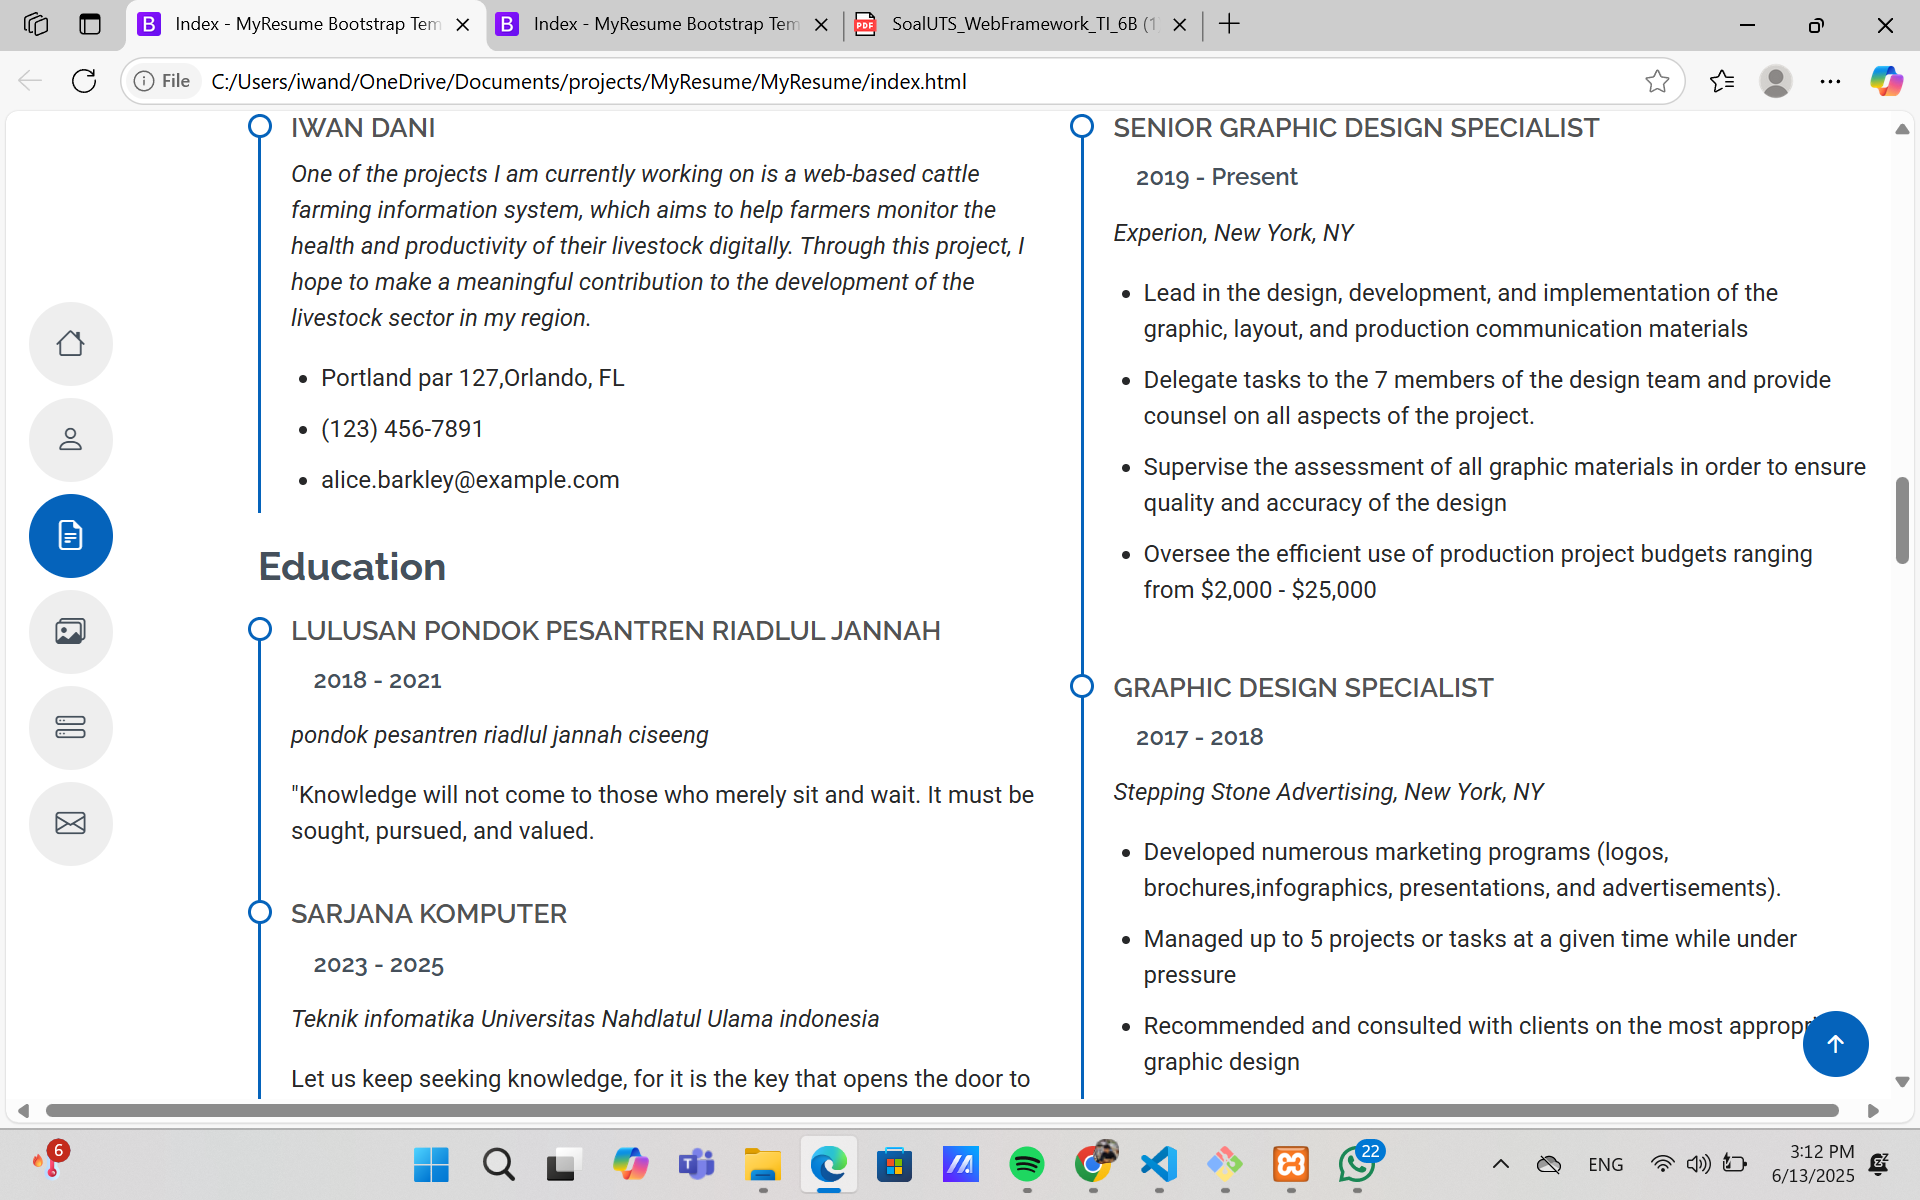 Index - MyResume Bootstrap Tem
Index - MyResume Bootstrap Tem
SoalUTS_WebFramework_TI_6B (1
File
C:/Users/iwand/OneDrive/Documents/projects/MyResume/MyResume/index.html
IWAN DANI
One of the projects I am currently working on is a web-based cattle
farming information system, which aims to help farmers monitor the
health and productivity of their livestock digitally. Through this project, I
hope to make a meaningful contribution to the development of the
livestock sector in my region.
Portland par 127,Orlando, FL
(123) 456-7891
alice.barkley@example.com
Education
LULUSAN PONDOK PESANTREN RIADLUL JANNAH
2018 - 2021
pondok pesantren riadlul jannah ciseeng
"Knowledge will not come to those who merely sit and wait. It must be
sought, pursued, and valued.
SARJANA KOMPUTER
2023 - 2025
Teknik infomatika Universitas Nahdlatul Ulama indonesia
Let us keep seeking knowledge, for it is the key that opens the door to
SENIOR GRAPHIC DESIGN SPECIALIST
2019 - Present
Experion, New York, NY
Lead in the design, development, and implementation of the
graphic, layout, and production communication materials
Delegate tasks to the 7 members of the design team and provide
counsel on all aspects of the project.
Supervise the assessment of all graphic materials in order to ensure
quality and accuracy of the design
Oversee the efficient use of production project budgets ranging
from $2,000 - $25,000
GRAPHIC DESIGN SPECIALIST
2017 - 2018
Stepping Stone Advertising, New York, NY
Developed numerous marketing programs (logos,
brochures,infographics, presentations, and advertisements).
Managed up to 5 projects or tasks at a given time while under
pressure
Recommended and consulted with clients on the most
graphic design
6
22
ENG
3:12 PM
6/13/2025